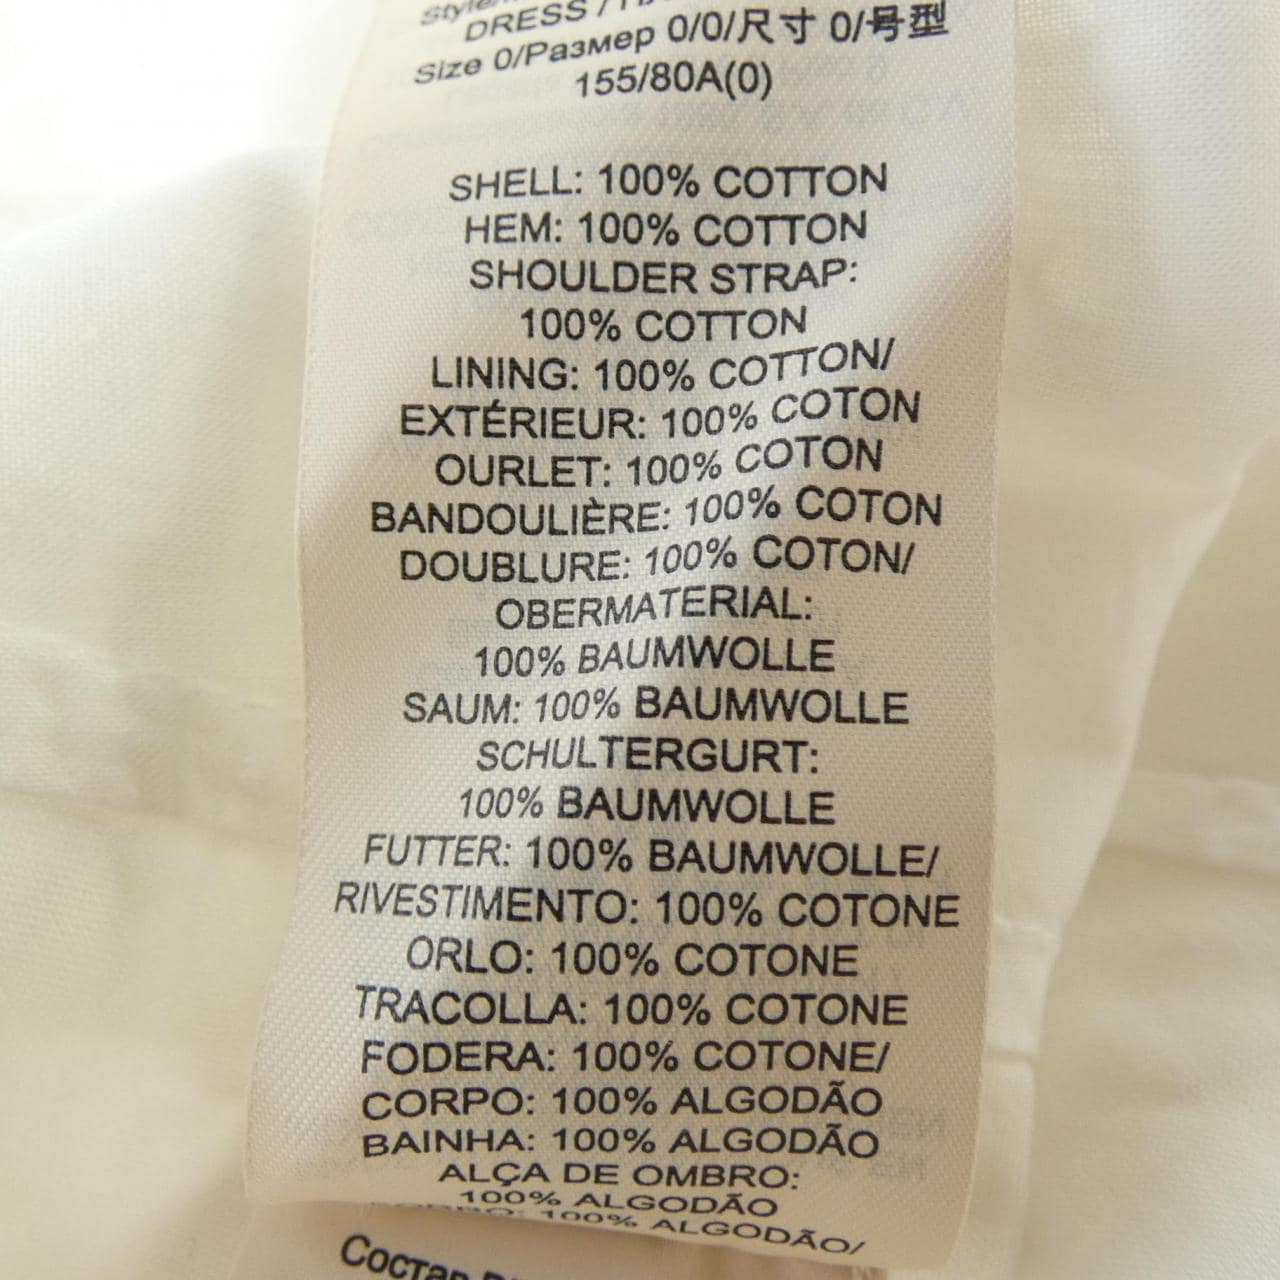 DRESS /
Size 0/Размер 0/0/尺寸 0/号型
155/80A(0)
SHELL: 100% COTTON
HEM: 100% COTTON
SHOULDER STRAP:
100% COTTON
LINING: 100% COTTON/
EXTÉRIEUR: 100% COTON
OURLET: 100% COTON
BANDOULIÈRE: 100% COTON
DOUBLURE: 100% COTON/
OBERMATERIAL:
100% BAUMWOLLE
SAUM: 100% BAUMWOLLE
SCHULTERGURT:
100% BAUMWOLLE
FUTTER: 100% BAUMWOLLE/
RIVESTIMENTO: 100% COTONE
ORLO: 100% COTONE
TRACOLLA: 100% COTONE
FODERA: 100% COTONE/
CORPO: 100% ALGODÃO
BAINHA: 100% ALGODÃO
ALÇA DE OMBRO:
100% ALGODÃO
100% ALGODÃO/